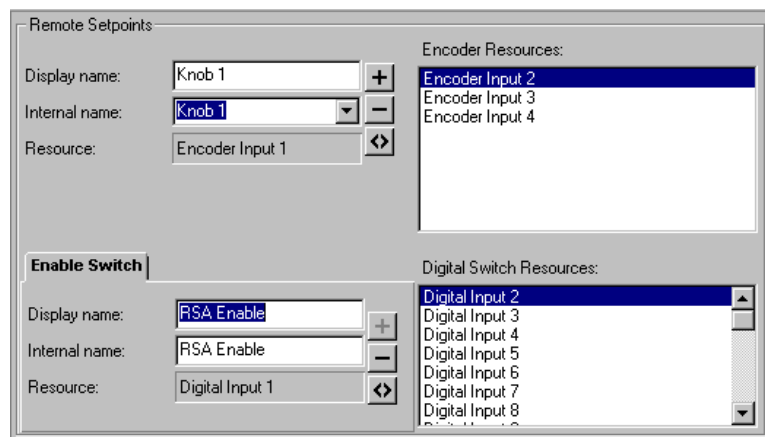 Remote Setpoints
Display name: Knob 1 +
Internal name: Knob 1 −
Resource: Encoder Input 1 <>
Encoder Resources:
Encoder Input 2
Encoder Input 3
Encoder Input 4
Enable Switch
Display name: RSA Enable +
Internal name: RSA Enable −
Resource: Digital Input 1 <>
Digital Switch Resources:
Digital Input 2
Digital Input 3
Digital Input 4
Digital Input 5
Digital Input 6
Digital Input 7
Digital Input 8